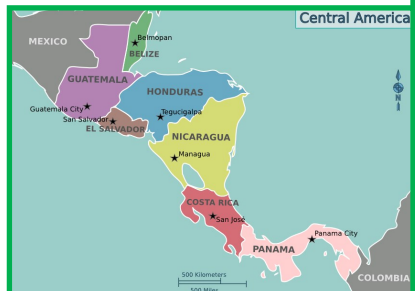 Central America
MEXICO
Belmopan
BELIZE
GUATEMALA
HONDURAS
Guatemala City
Tegucigalpa
San Salvador
EL SALVADOR
NICARAGUA
Managua
N
COSTA RICA
San José
Panama City
PANAMA
COLOMBIA
500 Kilometers
500 Miles